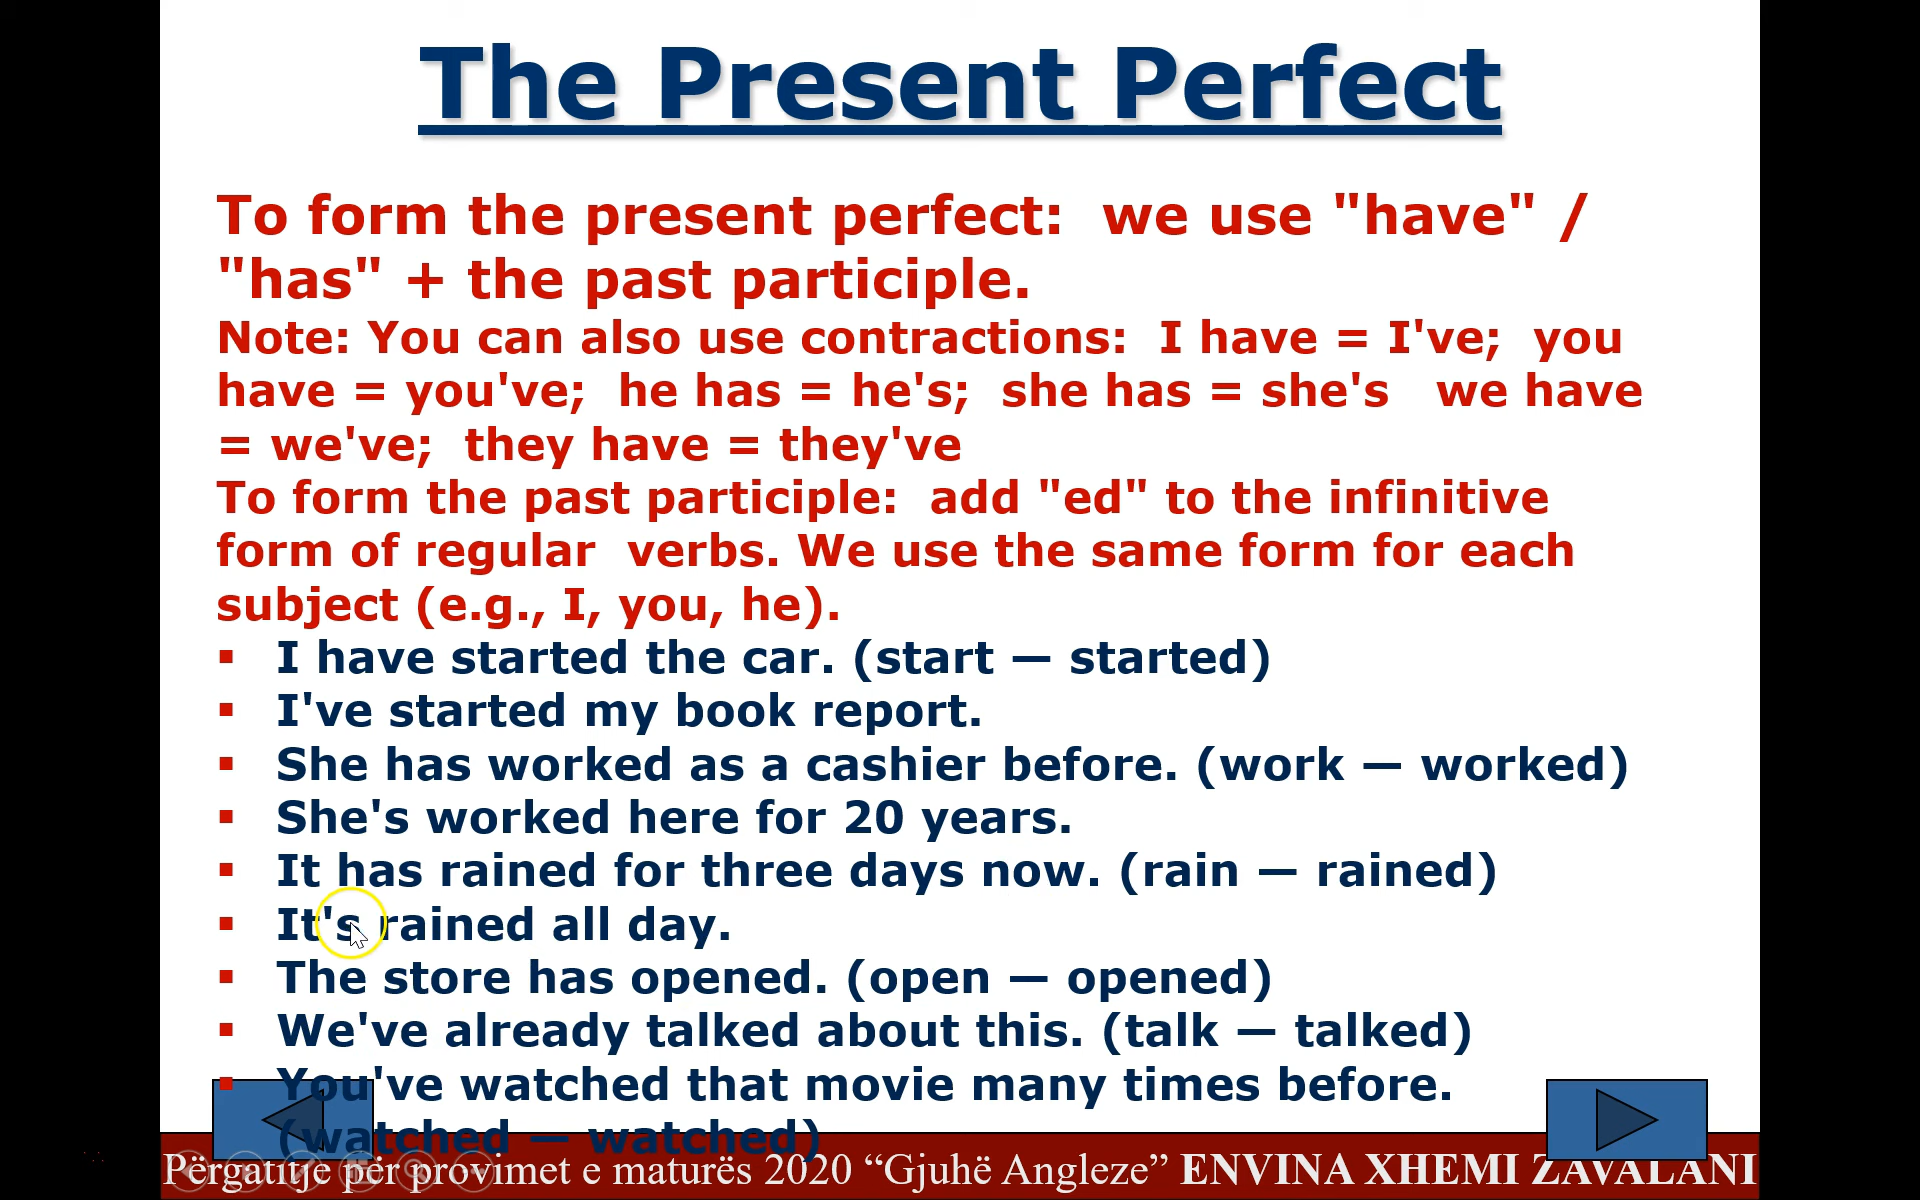 The Present Perfect
To form the present perfect:  we use "have" /
"has" + the past participle.
Note: You can also use contractions:  I have = I've;  you
have = you've;  he has = he's;  she has = she's   we have
= we've;  they have = they've
To form the past participle:  add "ed" to the infinitive
form of regular  verbs. We use the same form for each
subject (e.g., I, you, he).
▪ I have started the car. (start — started)
▪ I've started my book report.
▪ She has worked as a cashier before. (work — worked)
▪ She's worked here for 20 years.
▪ It has rained for three days now. (rain — rained)
▪ It's rained all day.
▪ The store has opened. (open — opened)
▪ We've already talked about this. (talk — talked)
▪ You've watched that movie many times before.
(watched — watched)
Përgatitje për provimet e maturës 2020 “Gjuhë Angleze” ENVINA XHEMI ZAVALANI